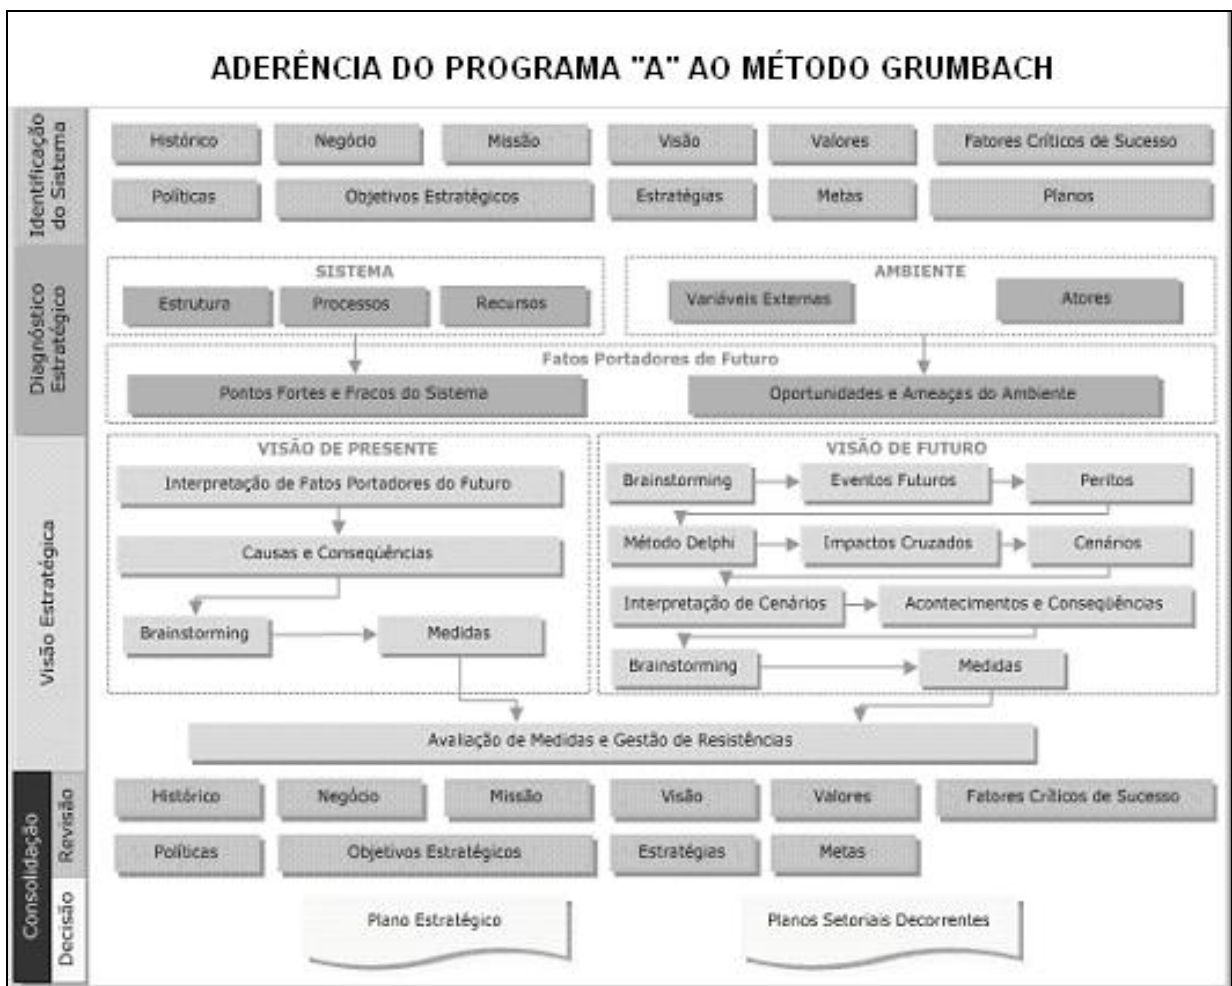 ADERÊNCIA DO PROGRAMA "A" AO MÉTODO GRUMBACH
Identificação
do Sistema
Histórico
Negócio
Missão
Visão
Valores
Fatores Críticos de Sucesso
Políticas
Objetivos Estratégicos
Estratégias
Metas
Planos
Diagnóstico
Estratégico
SISTEMA
Estrutura
Processos
Recursos
AMBIENTE
Variáveis Externas
Atores
Fatos Portadores de Futuro
Pontos Fortes e Fracos do Sistema
Oportunidades e Ameaças do Ambiente
Visão Estratégica
VISÃO DE PRESENTE
Interpretação de Fatos Portadores do Futuro
Causas e Conseqüências
Brainstorming
Medidas
VISÃO DE FUTURO
Brainstorming
Eventos Futuros
Peritos
Método Delphi
Impactos Cruzados
Cenários
Interpretação de Cenários
Acontecimentos e Conseqüências
Brainstorming
Medidas
Avaliação de Medidas e Gestão de Resistências
Consolidação
Revisão
Histórico
Negócio
Missão
Visão
Valores
Fatores Críticos de Sucesso
Políticas
Objetivos Estratégicos
Estratégias
Metas
Decisão
Plano Estratégico
Planos Setoriais Decorrentes